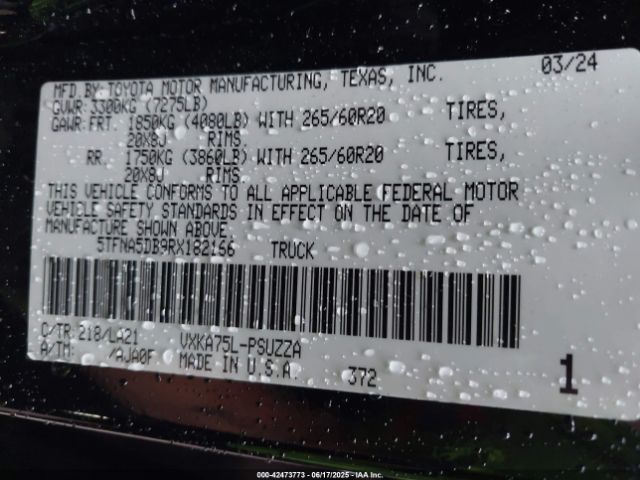 MFD.BY:TOYOTA MOTOR MANUFACTURING, TEXAS, INC. 03/24
GVWR:3300KG (7275LB)
GAWR:FRT. 1850KG (4080LB) WITH 265/60R20 TIRES,
20X8J RIMS.
RR. 1750KG (3860LB) WITH 265/60R20 TIRES,
20X8J RIMS.
THIS VEHICLE CONFORMS TO ALL APPLICABLE FEDERAL MOTOR
VEHICLE SAFETY STANDARDS IN EFFECT ON THE DATE OF
MANUFACTURE SHOWN ABOVE.
5TFNA5DB9RX182166 TRUCK
C/TR:218/LA21 VXKA75L-PSUZZA
A/TM: /AJA0F MADE IN U.S.A. 372 1
000-42473773 - 06/17/2025 - IAA Inc.